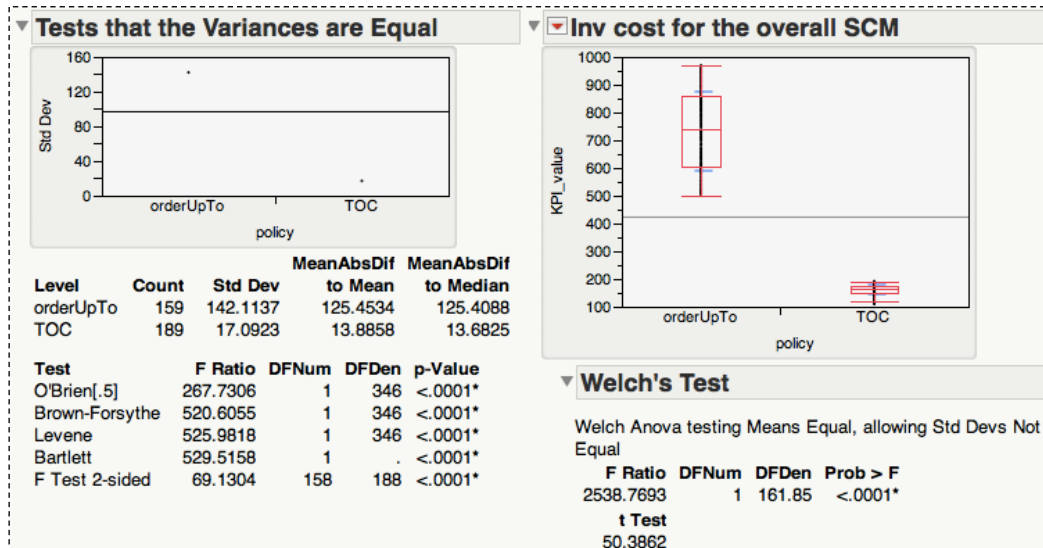 Tests that the Variances are Equal
160
120
80
40
0
Std Dev
orderUpTo TOC
policy
MeanAbsDif MeanAbsDif
Level Count Std Dev to Mean to Median
orderUpTo 159 142.1137 125.4534 125.4088
TOC 189 17.0923 13.8858 13.6825
Test F Ratio DFNum DFDen p-Value
O'Brien[.5] 267.7306 1 346 <.0001*
Brown-Forsythe 520.6055 1 346 <.0001*
Levene 525.9818 1 346 <.0001*
Bartlett 529.5158 1 . <.0001*
F Test 2-sided 69.1304 158 188 <.0001*
Inv cost for the overall SCM
1000
900
800
700
600
500
400
300
200
100
KPI_value
orderUpTo TOC
policy
Welch's Test
Welch Anova testing Means Equal, allowing Std Devs Not
Equal
F Ratio DFNum DFDen Prob > F
2538.7693 1 161.85 <.0001*
t Test
50.3862